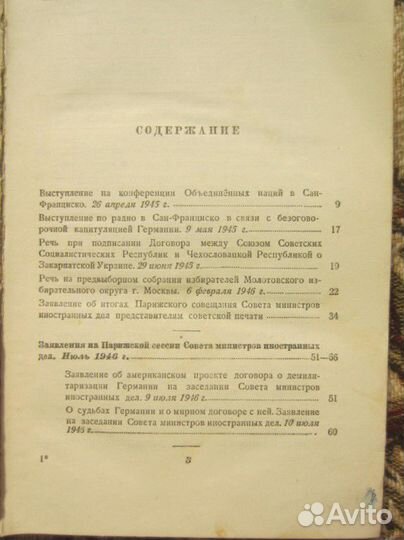 СОДЕРЖАНИЕ
Выступление на конференции Объединённых наций в Сан-
Франциско. 26 апреля 1945 г. 9
Выступление по радио в Сан-Франциско в связи с безогово-
рочной капитуляцией Германии. 9 мая 1945 г. 17
Речь при подписании Договора между Союзом Советских
Социалистических Республик и Чехословацкой Республикой о
Закарпатской Украине. 29 июня 1945 г. 19
Речь на предвыборном собрании избирателей Молотовского из-
бирательного округа г. Москвы. 6 февраля 1946 г. 22
Заявление об итогах Парижского совещания Совета министров
иностранных дел представителям советской печати 34
Заявления на Парижской сессии Совета министров иностранных
дел. Июль 1946 г. 51—66
Заявление об американском проекте договора о демили-
таризации Германии на заседании Совета министров
иностранных дел. 9 июля 1946 г. 51
О судьбах Германии и о мирном договоре с ней. Заявление
на заседании Совета министров иностранных дел. 10 июля
1946 г. 60
1*
3
Avito